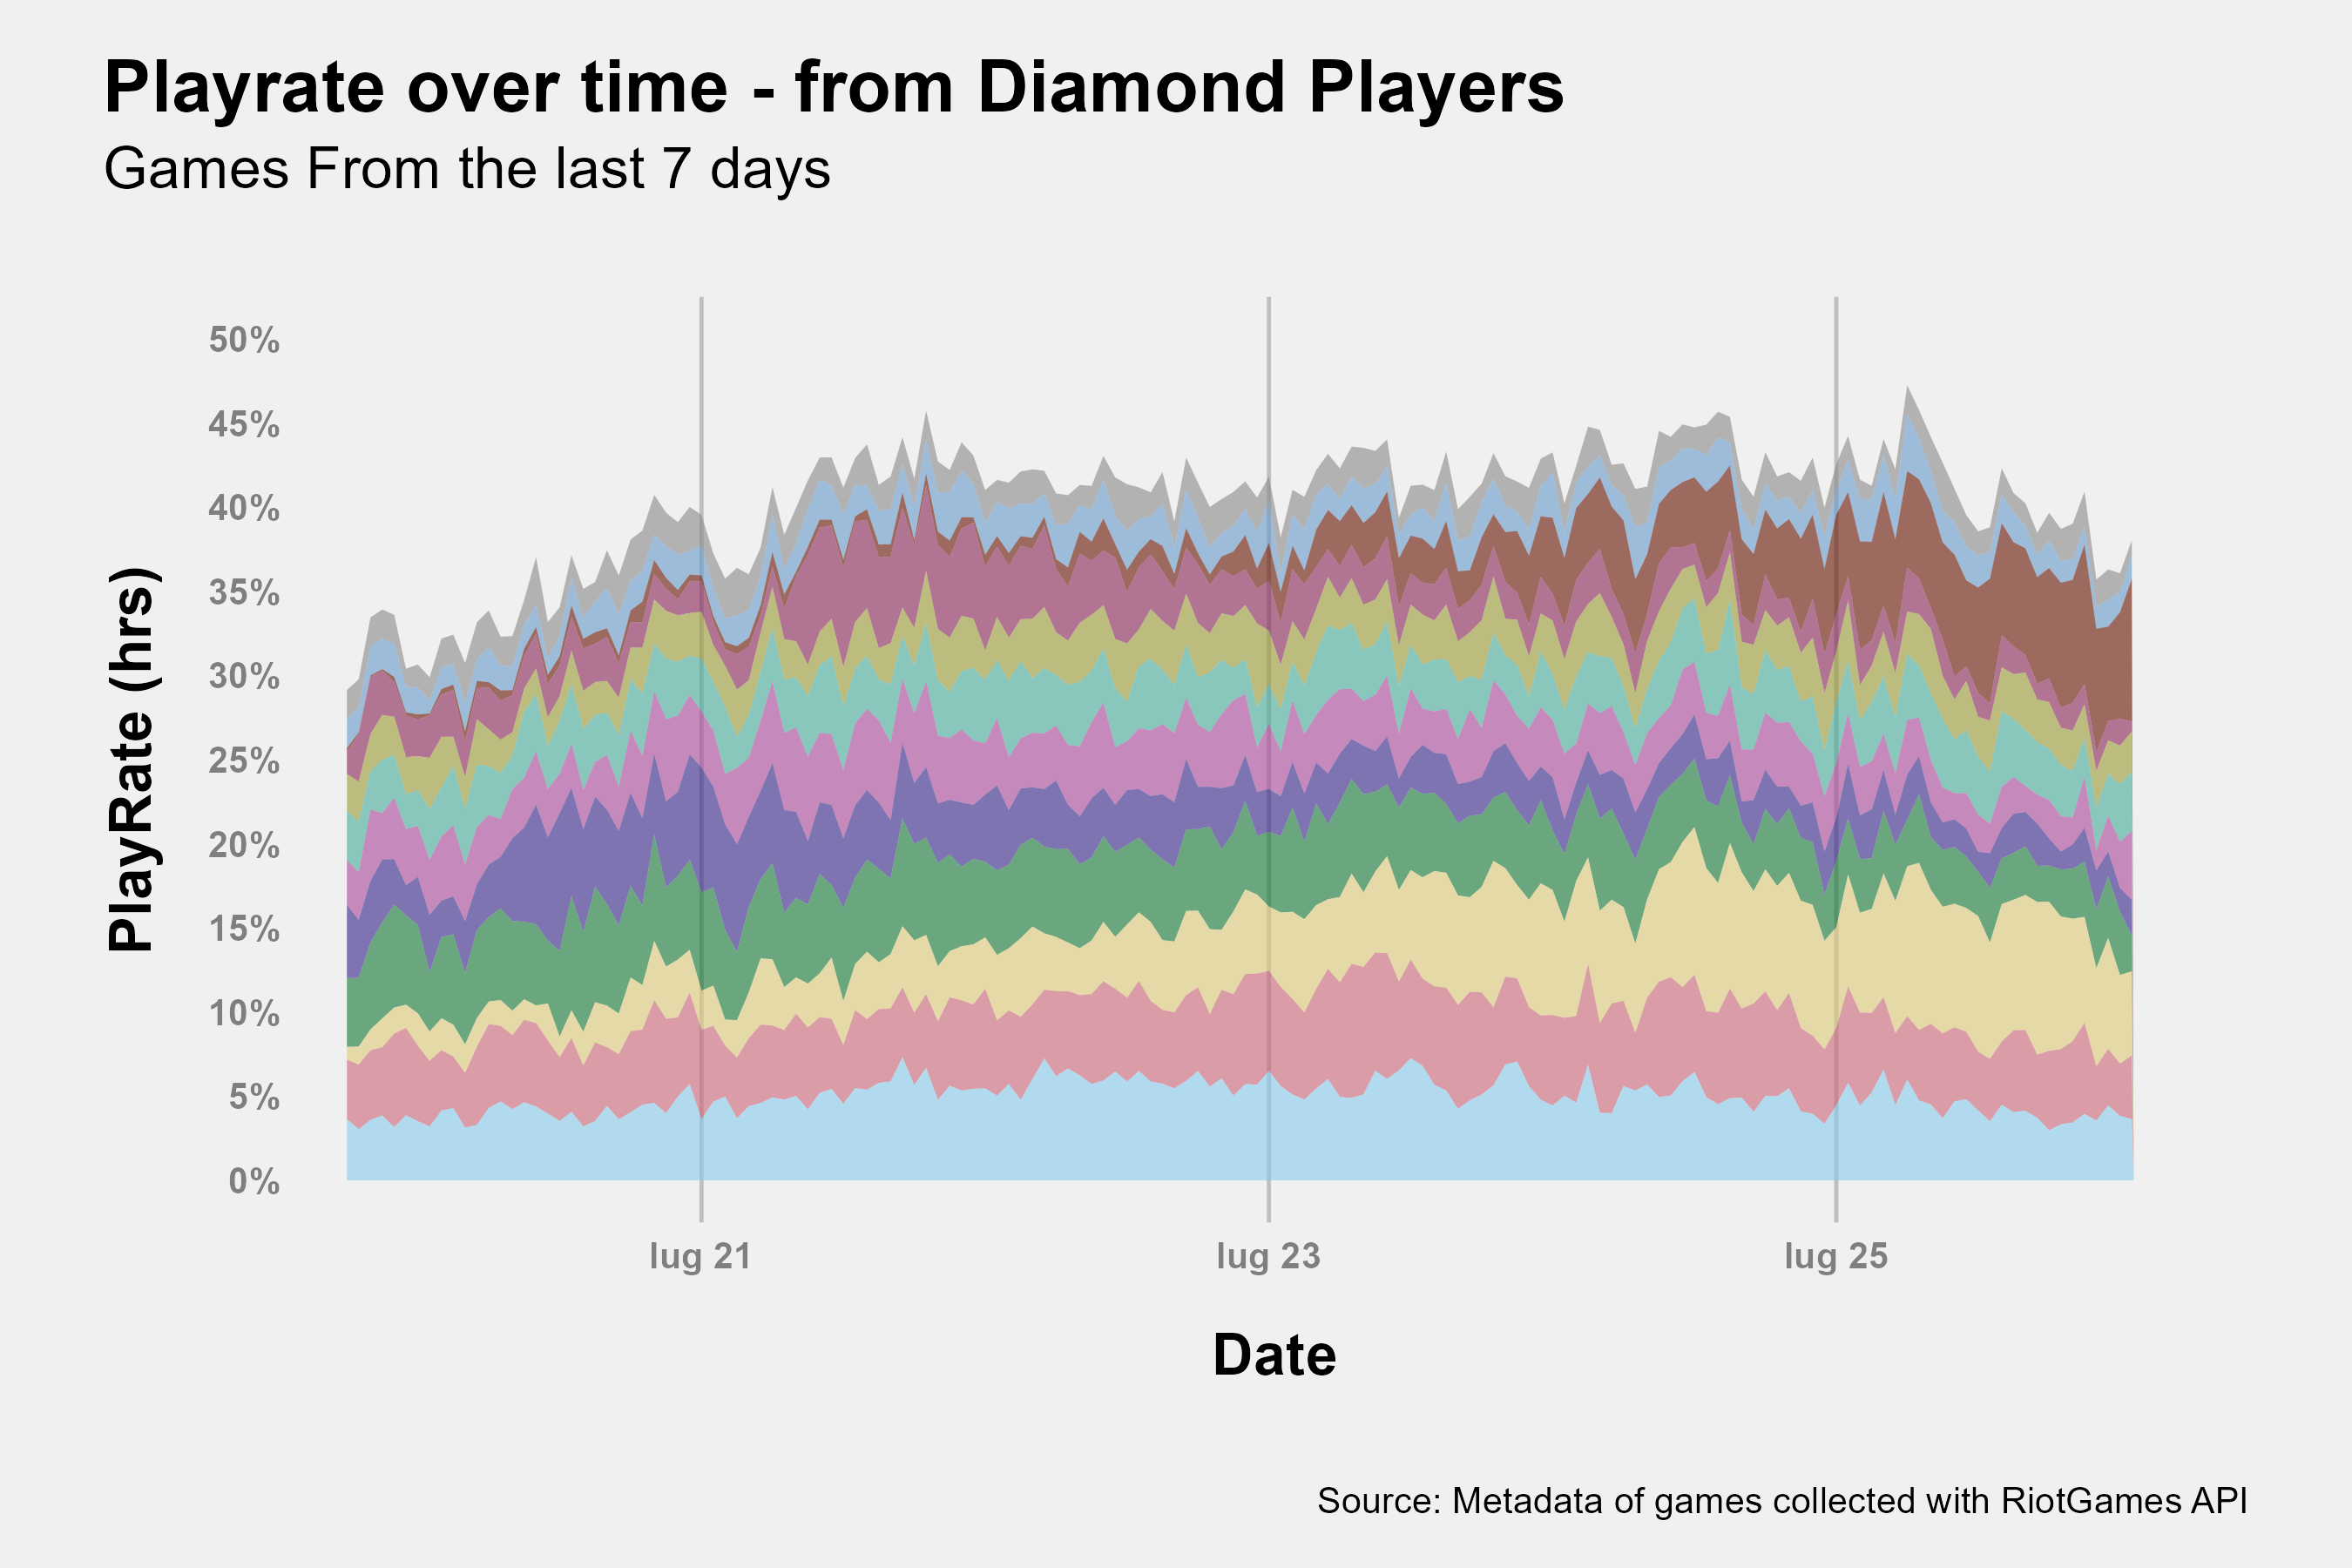 Playrate over time - from Diamond Players
Games From the last 7 days
PlayRate (hrs)
50%
45%
40%
35%
30%
25%
20%
15%
10%
5%
0%
lug 21
lug 23
lug 25
Date
Source: Metadata of games collected with RiotGames API